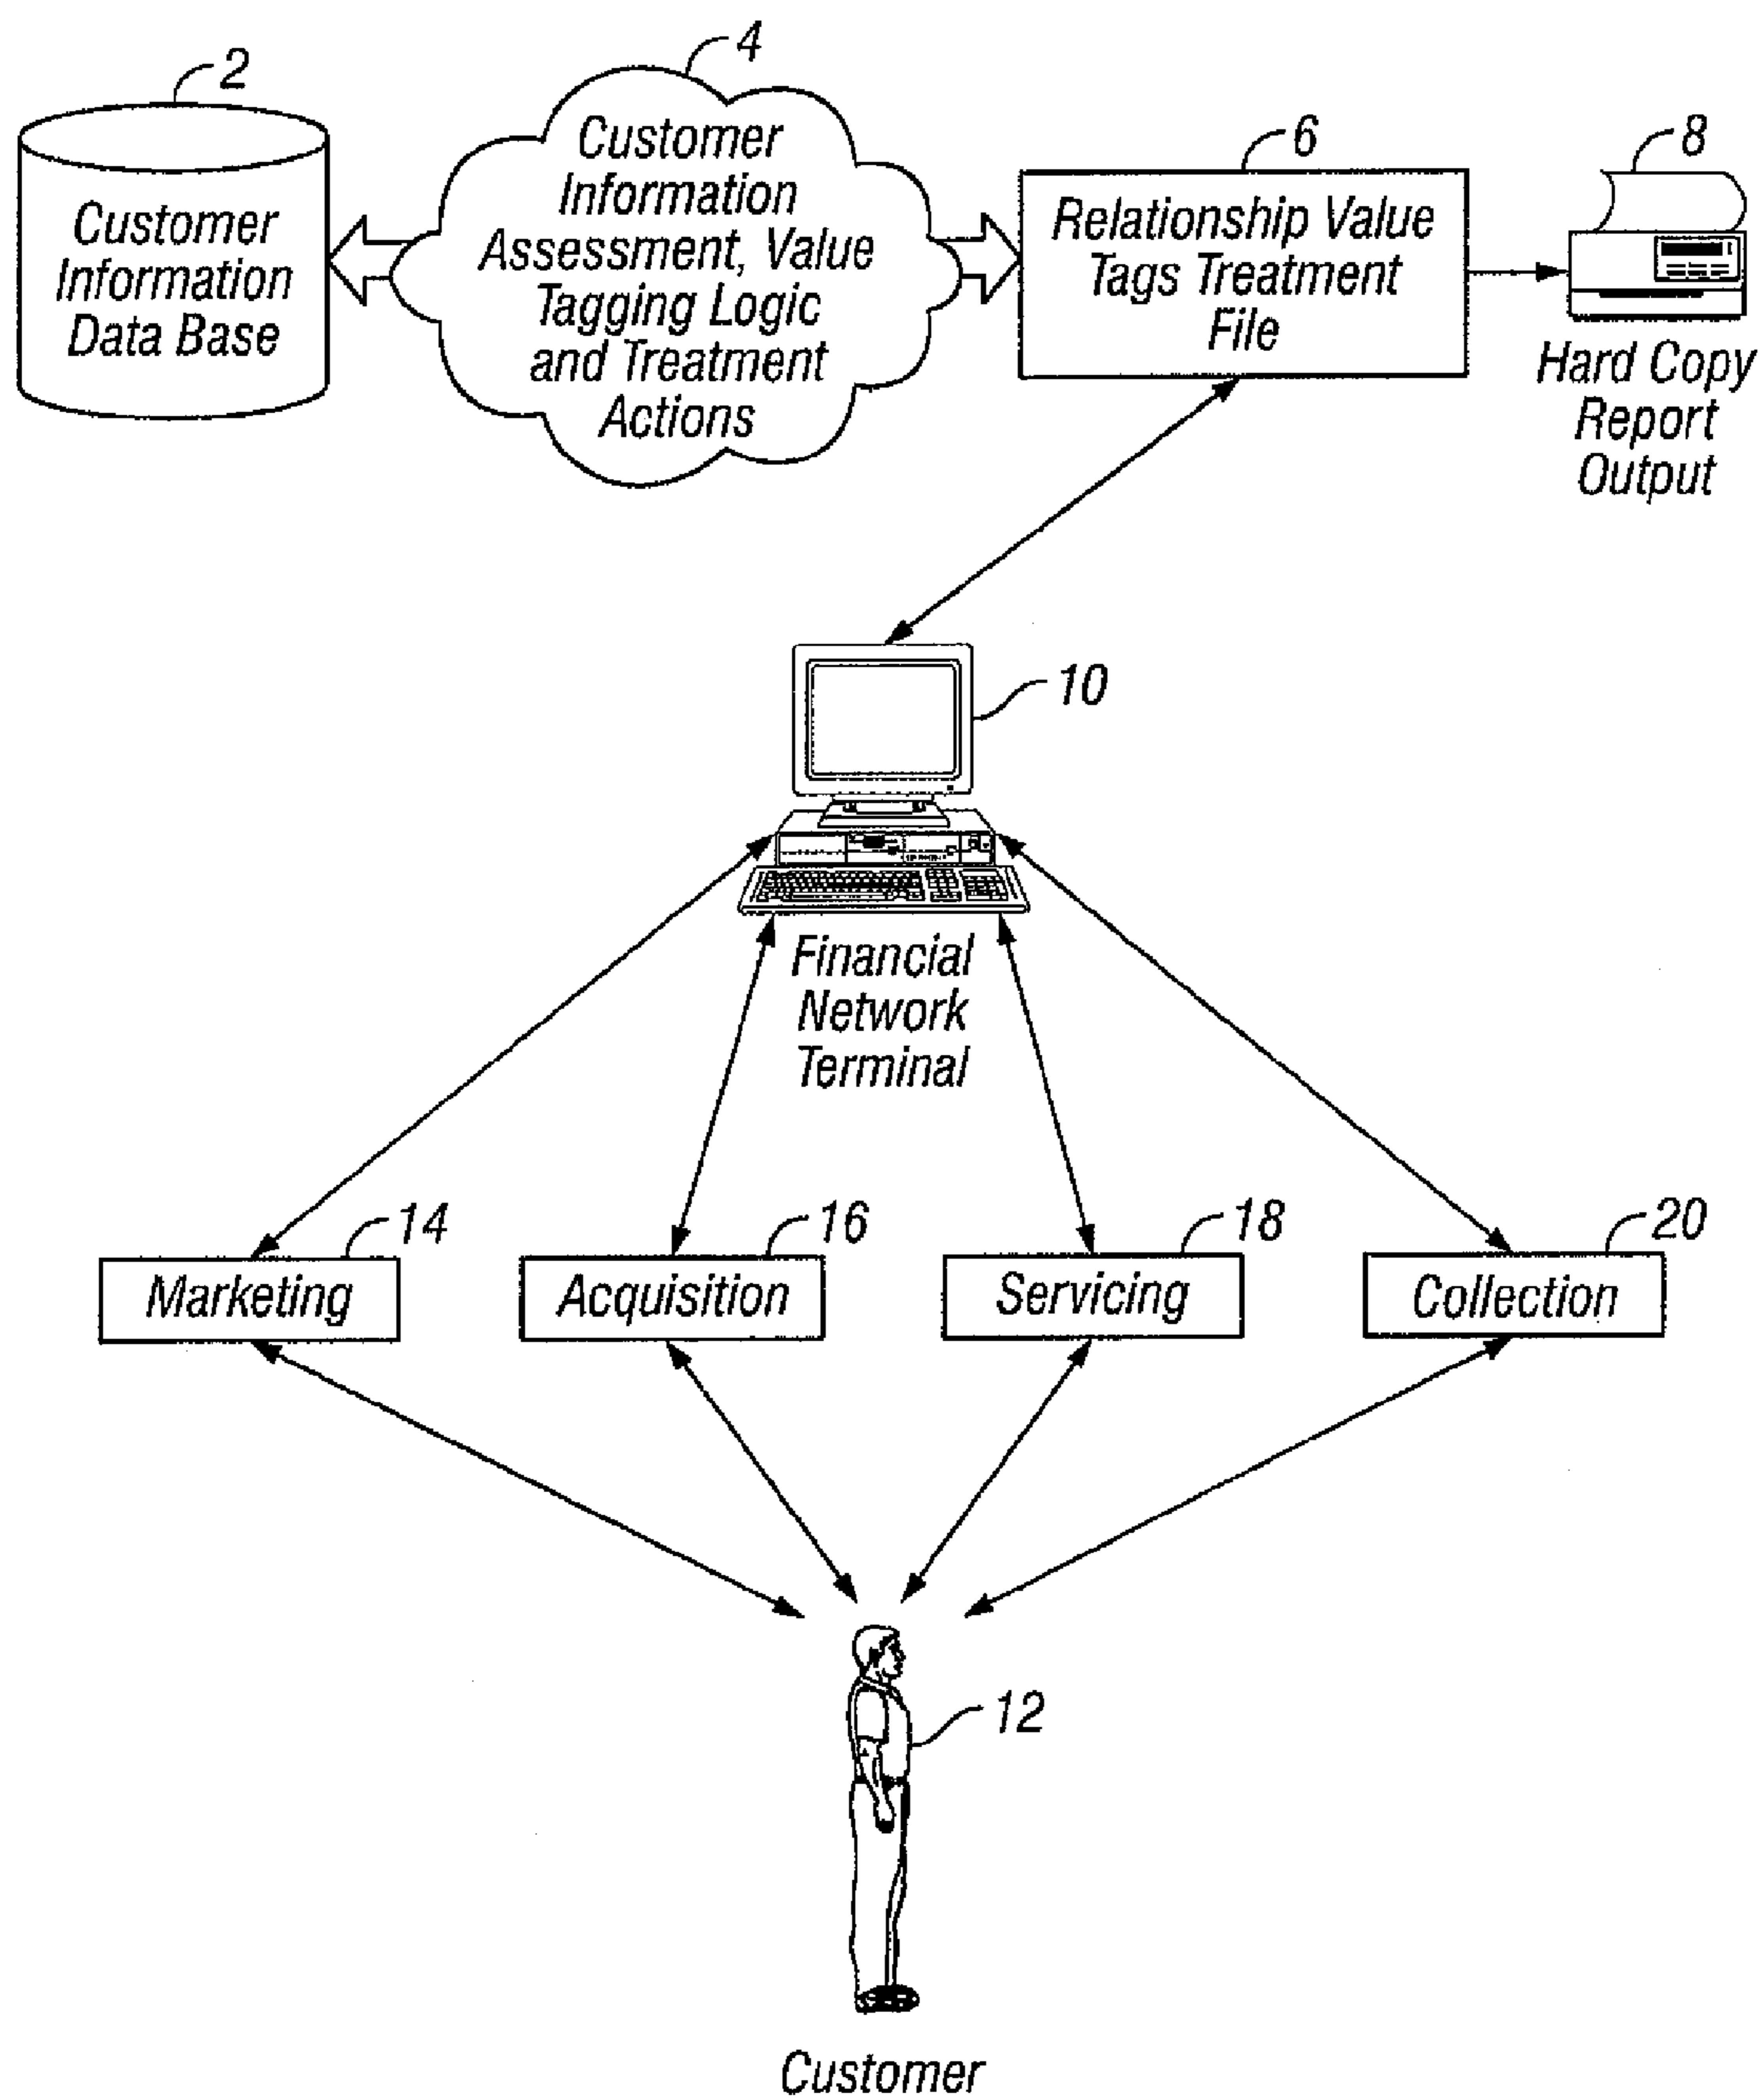 2
4
6
8
Customer
Information
Data Base
Customer
Information
Assessment, Value
Tagging Logic
and Treatment
Actions
Relationship Value
Tags Treatment
File
Hard Copy
Report
Output
10
Financial
Network
Terminal
14
16
18
20
Marketing
Acquisition
Servicing
Collection
12
Customer